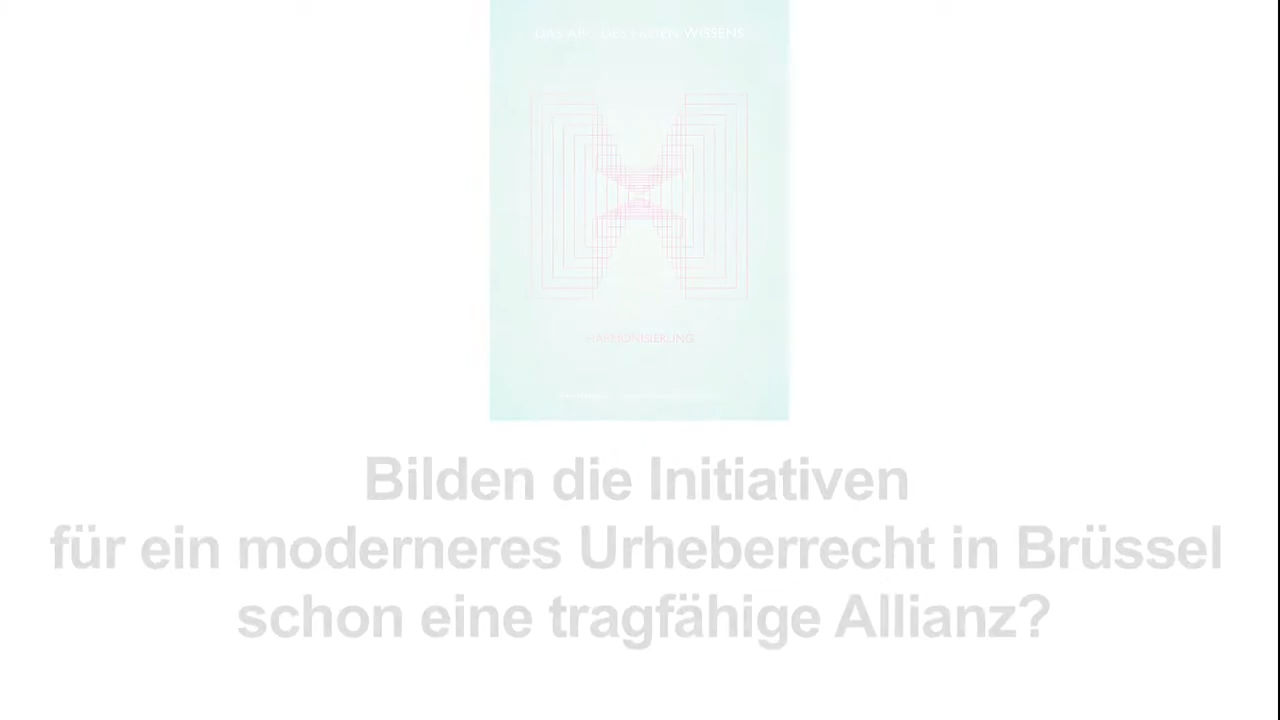 DAS ABC DES FREIEN WISSENS
HARMONISIERUNG
Bilden die Initiativen
für ein moderneres Urheberrecht in Brüssel
schon eine tragfähige Allianz?